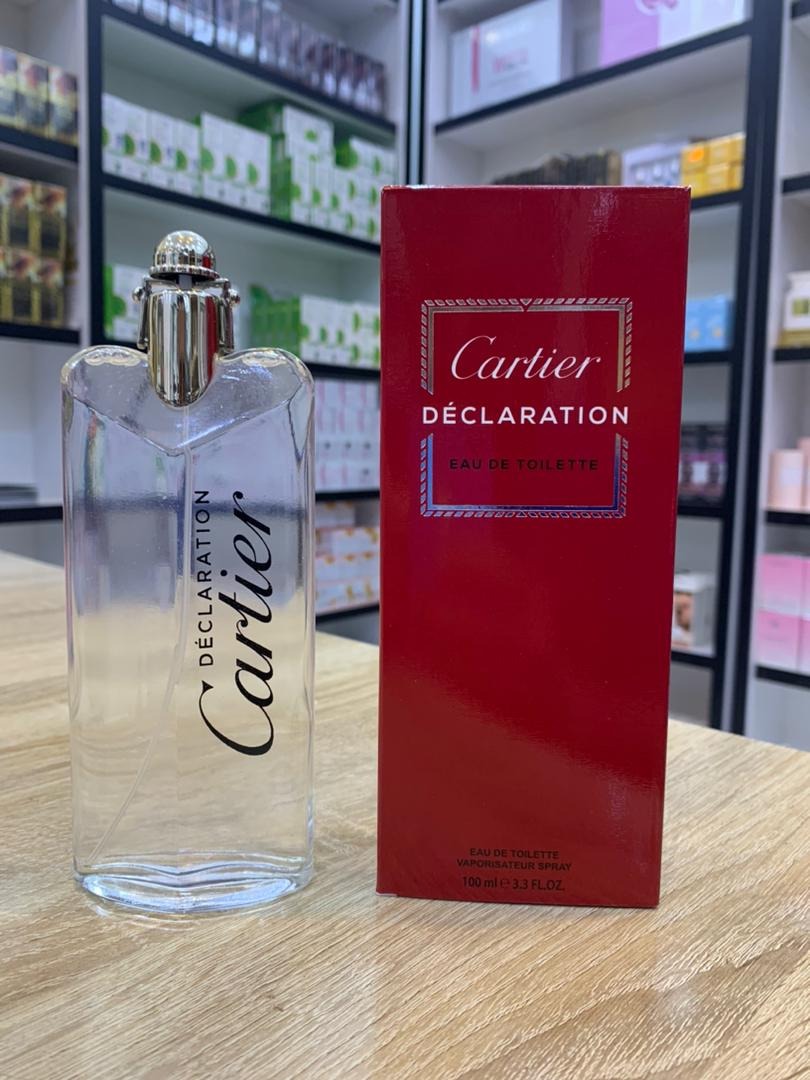 DÉCLARATION
Cartier
Cartier
DÉCLARATION
EAU DE TOILETTE
EAU DE TOILETTE
VAPORISATEUR SPRAY
100 ml ℮ 3.3 FL.OZ.